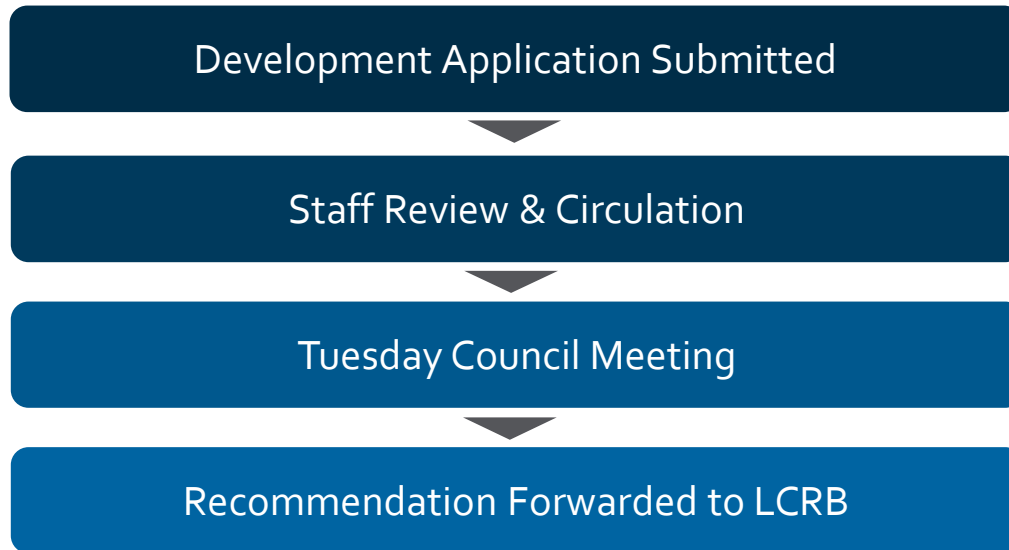 Development Application Submitted
Staff Review & Circulation
Tuesday Council Meeting
Recommendation Forwarded to LCRB